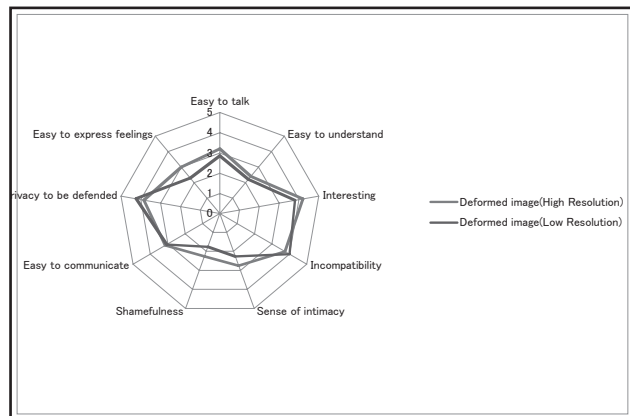 Easy to talk
5
4
3
2
1
0
Easy to understand
Interesting
Incompatibility
Sense of intimacy
Shamefulness
Easy to communicate
rivacy to be defended
Easy to express feelings
Deformed image(High Resolution)
Deformed image(Low Resolution)